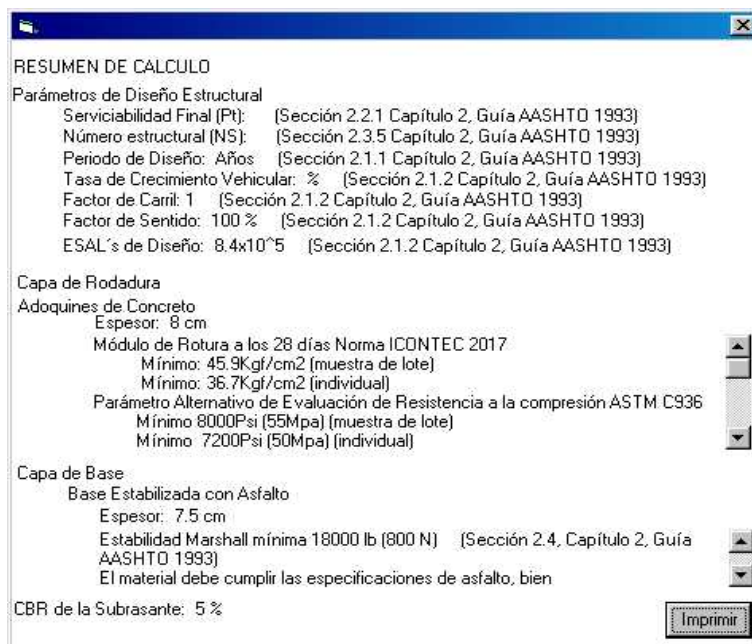 RESUMEN DE CALCULO
Parámetros de Diseño Estructural
Serviciabilidad Final (Pt): (Sección 2.2.1 Capítulo 2, Guía AASHTO 1993)
Número estructural (NS): (Sección 2.3.5 Capítulo 2, Guía AASHTO 1993)
Periodo de Diseño: Años (Sección 2.1.1 Capítulo 2, Guía AASHTO 1993)
Tasa de Crecimiento Vehicular: % (Sección 2.1.2 Capítulo 2, Guía AASHTO 1993)
Factor de Carril: 1 (Sección 2.1.2 Capítulo 2, Guía AASHTO 1993)
Factor de Sentido: 100 % (Sección 2.1.2 Capítulo 2, Guía AASHTO 1993)
ESAL´s de Diseño: 8.4x10^5 (Sección 2.1.2 Capítulo 2, Guía AASHTO 1993)
Capa de Rodadura
Adoquines de Concreto
Espesor: 8 cm
Módulo de Rotura a los 28 días Norma ICONTEC 2017
Mínimo: 45.9Kgf/cm2 (muestra de lote)
Mínimo: 36.7Kgf/cm2 (individual)
Parámetro Alternativo de Evaluación de Resistencia a la compresión ASTM C936
Mínimo 8000Psi (55Mpa) (muestra de lote)
Mínimo 7200Psi (50Mpa) (individual)
Capa de Base
Base Estabilizada con Asfalto
Espesor: 7.5 cm
Estabilidad Marshall mínima 18000 lb (800 N) (Sección 2.4, Capítulo 2, Guía
AASHTO 1993)
El material debe cumplir las especificaciones de asfalto, bien
CBR de la Subrasante: 5 %
Imprimir